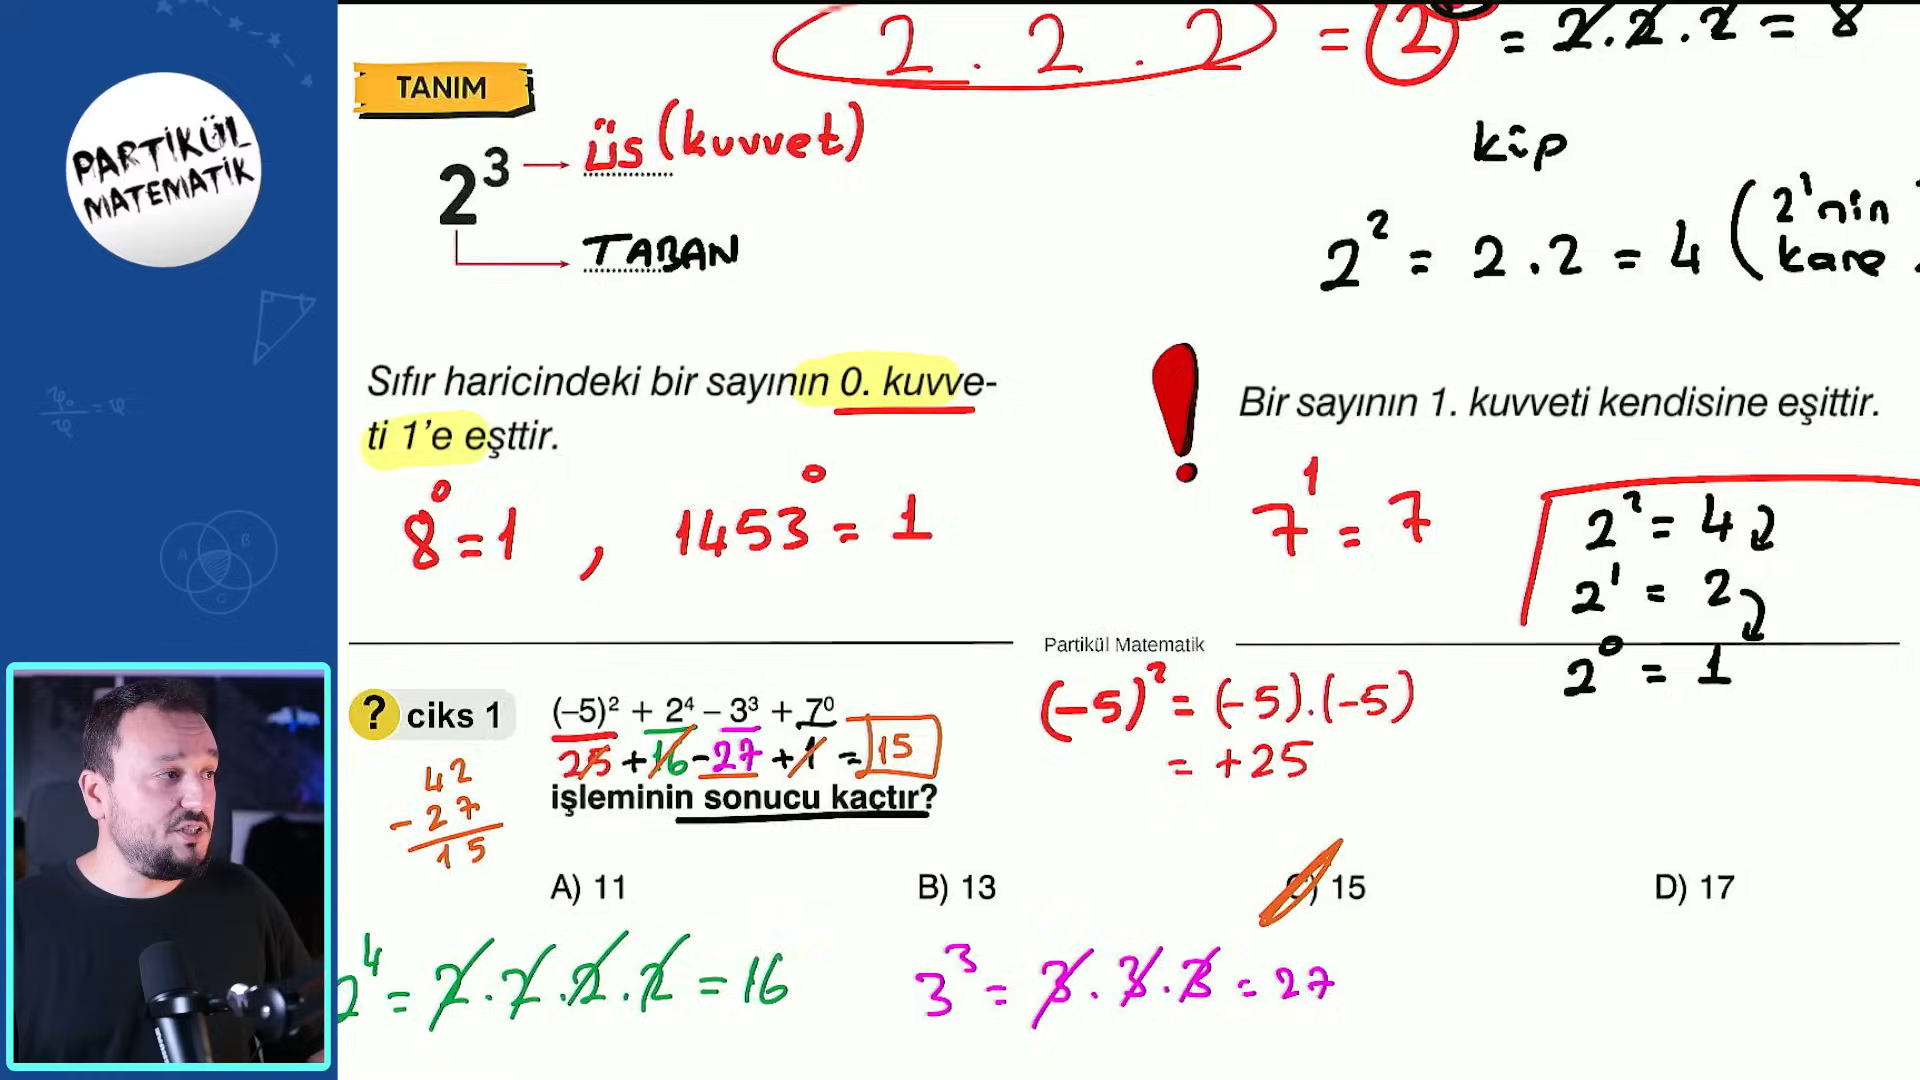 2 . 2 . 2 = 2 = 2.2.2 = 8
PARTİKÜL
MATEMATİK
TANIM
2³ → üs (kuvvet)
TABAN
küp
2² = 2.2 = 4 (2'nin
kare
Sıfır haricindeki bir sayının 0. kuvve-
ti 1'e eşttir.
8⁰ = 1 , 1453⁰ = 1
Bir sayının 1. kuvveti kendisine eşittir.
7¹ = 7
2² = 4
2¹ = 2
2⁰ = 1
Partikül Matematik
? ciks 1
(–5)² + 2⁴ – 3³ + 7⁰
25 + 16 - 27 + 1 = 15
işleminin sonucu kaçtır?
(-5)² = (-5).(-5)
= +25
42
- 27
15
A) 11
B) 13
C) 15
D) 17
2⁴ = 2.2.2.2 = 16
3³ = 3.3.3 = 27